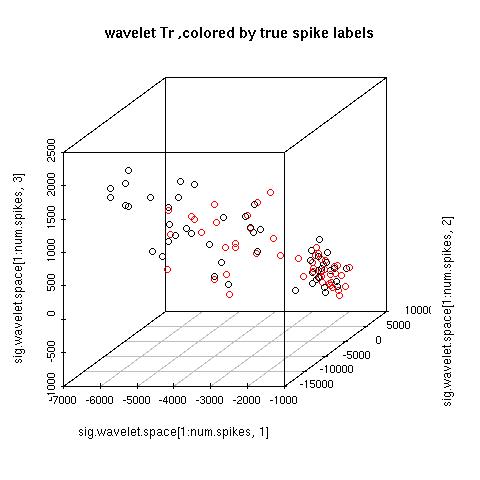 wavelet Tr ,colored by true spike labels
sig.wavelet.space[1:num.spikes, 3]
2500
2000
1500
1000
500
0
-500
-1000
-7000 -6000 -5000 -4000 -3000 -2000 -1000
sig.wavelet.space[1:num.spikes, 1]
10000
5000
0
-5000
-10000
-15000
sig.wavelet.space[1:num.spikes, 2]